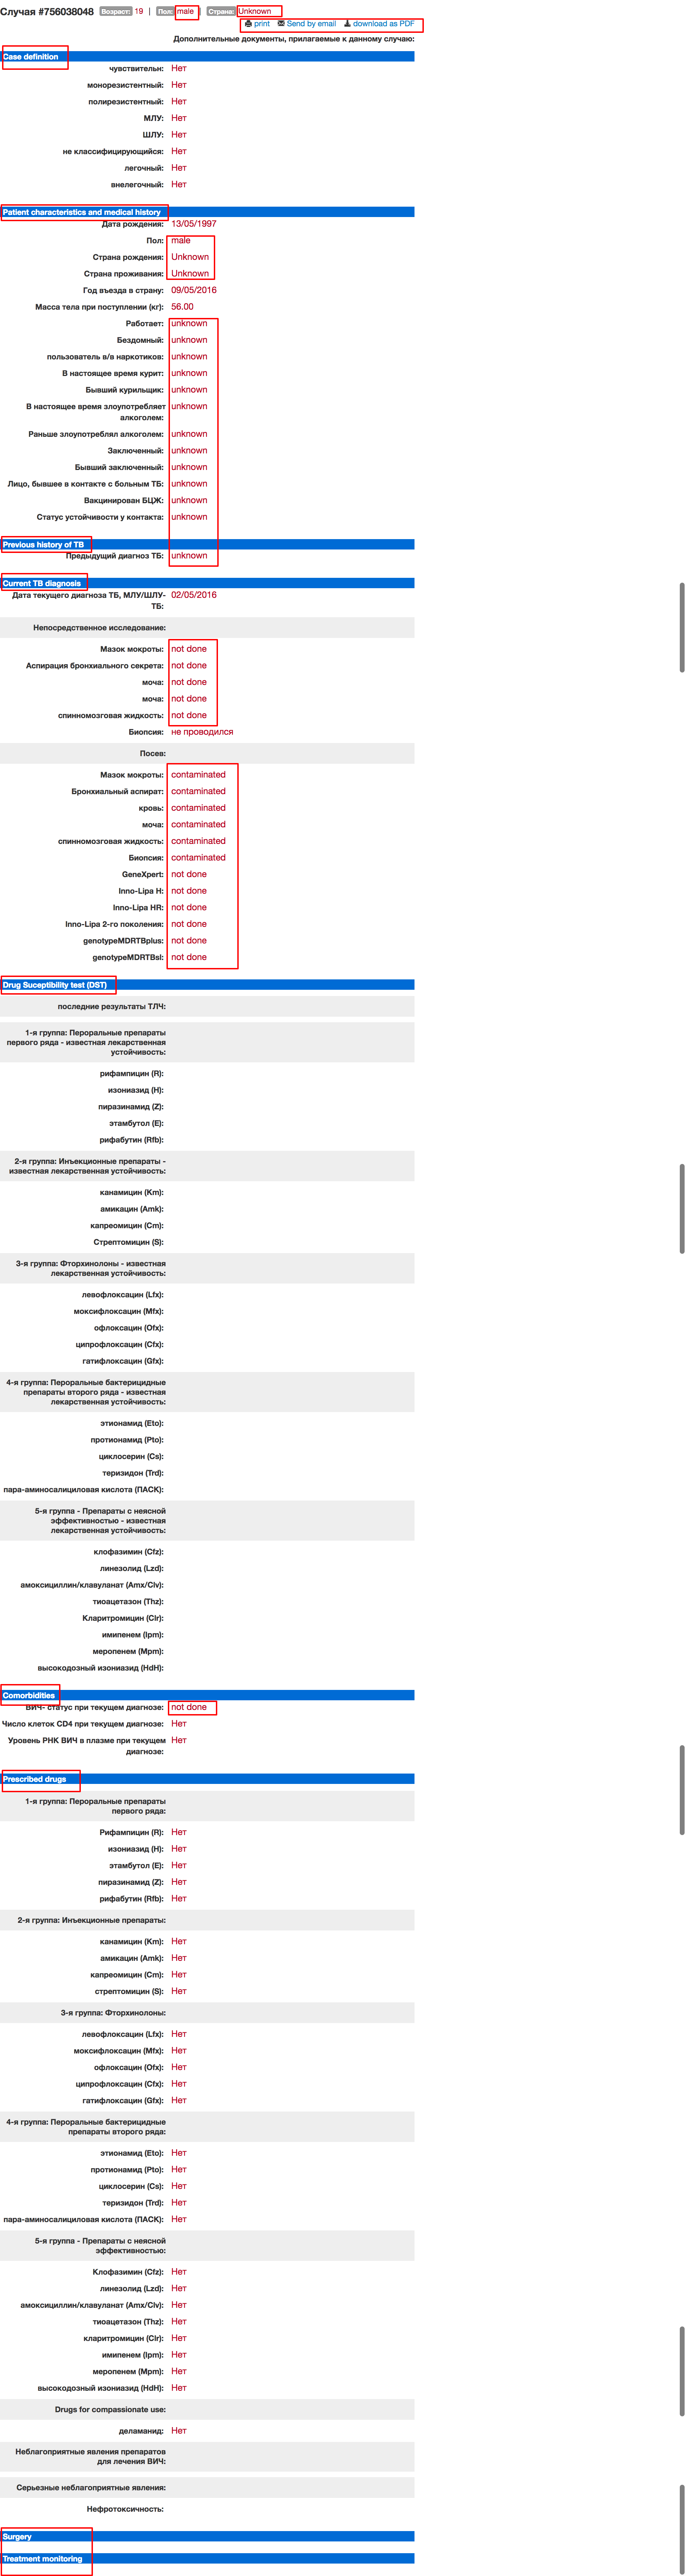 Случая #756038048 Возраст: 19 | Пол: male | Страна: Unknown
print Send by email download as PDF
Дополнительные документы, прилагаемые к данному случаю:
Case definition
чувствительн: Нет
монорезистентный: Нет
полирезистентный: Нет
МЛУ: Нет
ШЛУ: Нет
не классифицирующийся: Нет
легочный: Нет
внелегочный: Нет
Patient characteristics and medical history
Дата рождения: 13/05/1997
Пол: male
Страна рождения: Unknown
Страна проживания: Unknown
Год въезда в страну: 09/05/2016
Масса тела при поступлении (кг): 56.00
Работает: unknown
Бездомный: unknown
пользователь в/в наркотиков: unknown
В настоящее время курит: unknown
Бывший курильщик: unknown
В настоящее время злоупотребляет unknown
алкоголем:
Раньше злоупотреблял алкоголем: unknown
Заключенный: unknown
Бывший заключенный: unknown
Лицо, бывшее в контакте с больным ТБ: unknown
Вакцинирован БЦЖ: unknown
Статус устойчивости у контакта: unknown
Previous history of TB
Предыдущий диагноз ТБ: unknown
Current TB diagnosis
Дата текущего диагноза ТБ, МЛУ/ШЛУ- 02/05/2016
ТБ:
Непосредственное исследование:
Мазок мокроты: not done
Аспирация бронхиального секрета: not done
моча: not done
моча: not done
спинномозговая жидкость: not done
Биопсия: не проводился
Посев:
Мазок мокроты: contaminated
Бронхиальный аспират: contaminated
кровь: contaminated
моча: contaminated
спинномозговая жидкость: contaminated
Биопсия: contaminated
GeneXpert: not done
Inno-Lipa H: not done
Inno-Lipa HR: not done
Inno-Lipa 2-го поколения: not done
genotypeMDRTBplus: not done
genotypeMDRTBsl: not done
Drug Suceptibility test (DST)
последние результаты ТЛЧ:
1-я группа: Пероральные препараты
первого ряда - известная лекарственная
устойчивость:
рифампицин (R):
изониазид (H):
пиразинамид (Z):
этамбутол (E):
рифабутин (Rfb):
2-я группа: Инъекционные препараты -
известная лекарственная устойчивость:
канамицин (Km):
амикацин (Amk):
капреомицин (Cm):
Стрептомицин (S):
3-я группа: Фторхинолоны - известная
лекарственная устойчивость:
левофлоксацин (Lfx):
моксифлоксацин (Mfx):
офлоксацин (Ofx):
ципрофлоксацин (Cfx):
гатифлоксацин (Gfx):
4-я группа: Пероральные бактерицидные
препараты второго ряда - известная
лекарственная устойчивость:
этионамид (Eto):
протионамид (Pto):
циклосерин (Cs):
теризидон (Trd):
пара-аминосалициловая кислота (ПАСК):
5-я группа - Препараты с неясной
эффективностью - известная
лекарственная устойчивость:
клофазимин (Cfz):
линезолид (Lzd):
амоксициллин/клавуланат (Amx/Clv):
тиоацетазон (Thz):
Кларитромицин (Clr):
имипенем (Ipm):
меропенем (Mpm):
высокодозный изониазид (HdH):
Comorbidities
ВИЧ- статус при текущем диагнозе: not done
Число клеток CD4 при текущем диагнозе: Нет
Уровень РНК ВИЧ в плазме при текущем Нет
диагнозе:
Prescribed drugs
1-я группа: Пероральные препараты
первого ряда:
Рифампицин (R): Нет
изониазид (H): Нет
этамбутол (E): Нет
пиразинамид (Z): Нет
рифабутин (Rfb): Нет
2-я группа: Инъекционные препараты:
канамицин (Km): Нет
амикацин (Amk): Нет
капреомицин (Cm): Нет
стрептомицин (S): Нет
3-я группа: Фторхинолоны:
левофлоксацин (Lfx): Нет
моксифлоксацин (Mfx): Нет
офлоксацин (Ofx): Нет
ципрофлоксацин (Cfx): Нет
гатифлоксацин (Gfx): Нет
4-я группа: Пероральные бактерицидные
препараты второго ряда:
этионамид (Eto): Нет
протионамид (Pto): Нет
циклосерин (Cs): Нет
теризидон (Trd): Нет
пара-аминосалициловая кислота (ПАСК): Нет
5-я группа - Препараты с неясной
эффективностью:
Клофазимин (Cfz): Нет
линезолид (Lzd): Нет
амоксициллин/клавуланат (Amx/Clv): Нет
тиоацетазон (Thz): Нет
кларитромицин (Clr): Нет
имипенем (Ipm): Нет
меропенем (Mpm): Нет
высокодозный изониазид (HdH): Нет
Drugs for compassionate use:
деламанид: Нет
Неблагоприятные явления препаратов
для лечения ВИЧ:
Серьезные неблагоприятные явления:
Нефротоксичность:
Surgery
Treatment monitoring